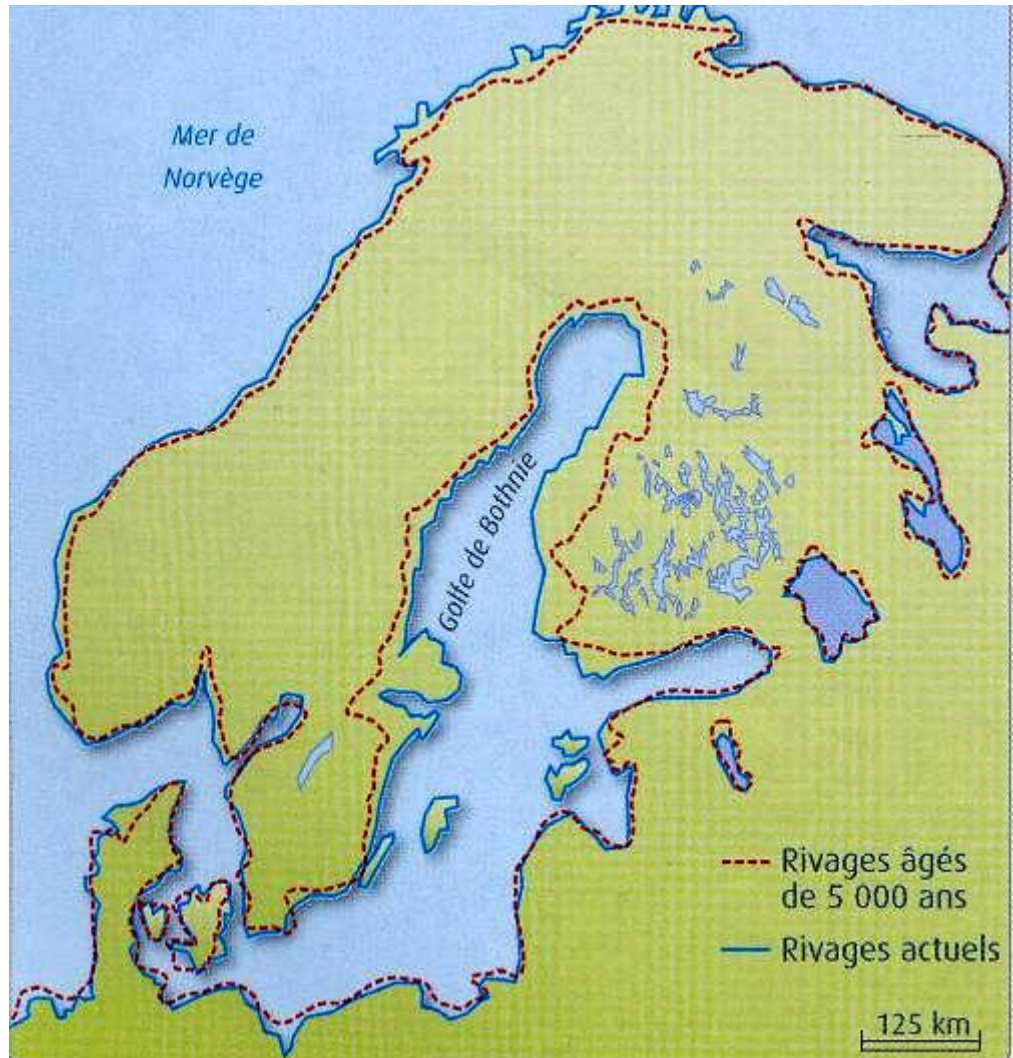 Mer de
Norvège
Golfe de Bothnie
Rivages âgés
de 5 000 ans
Rivages actuels
125 km